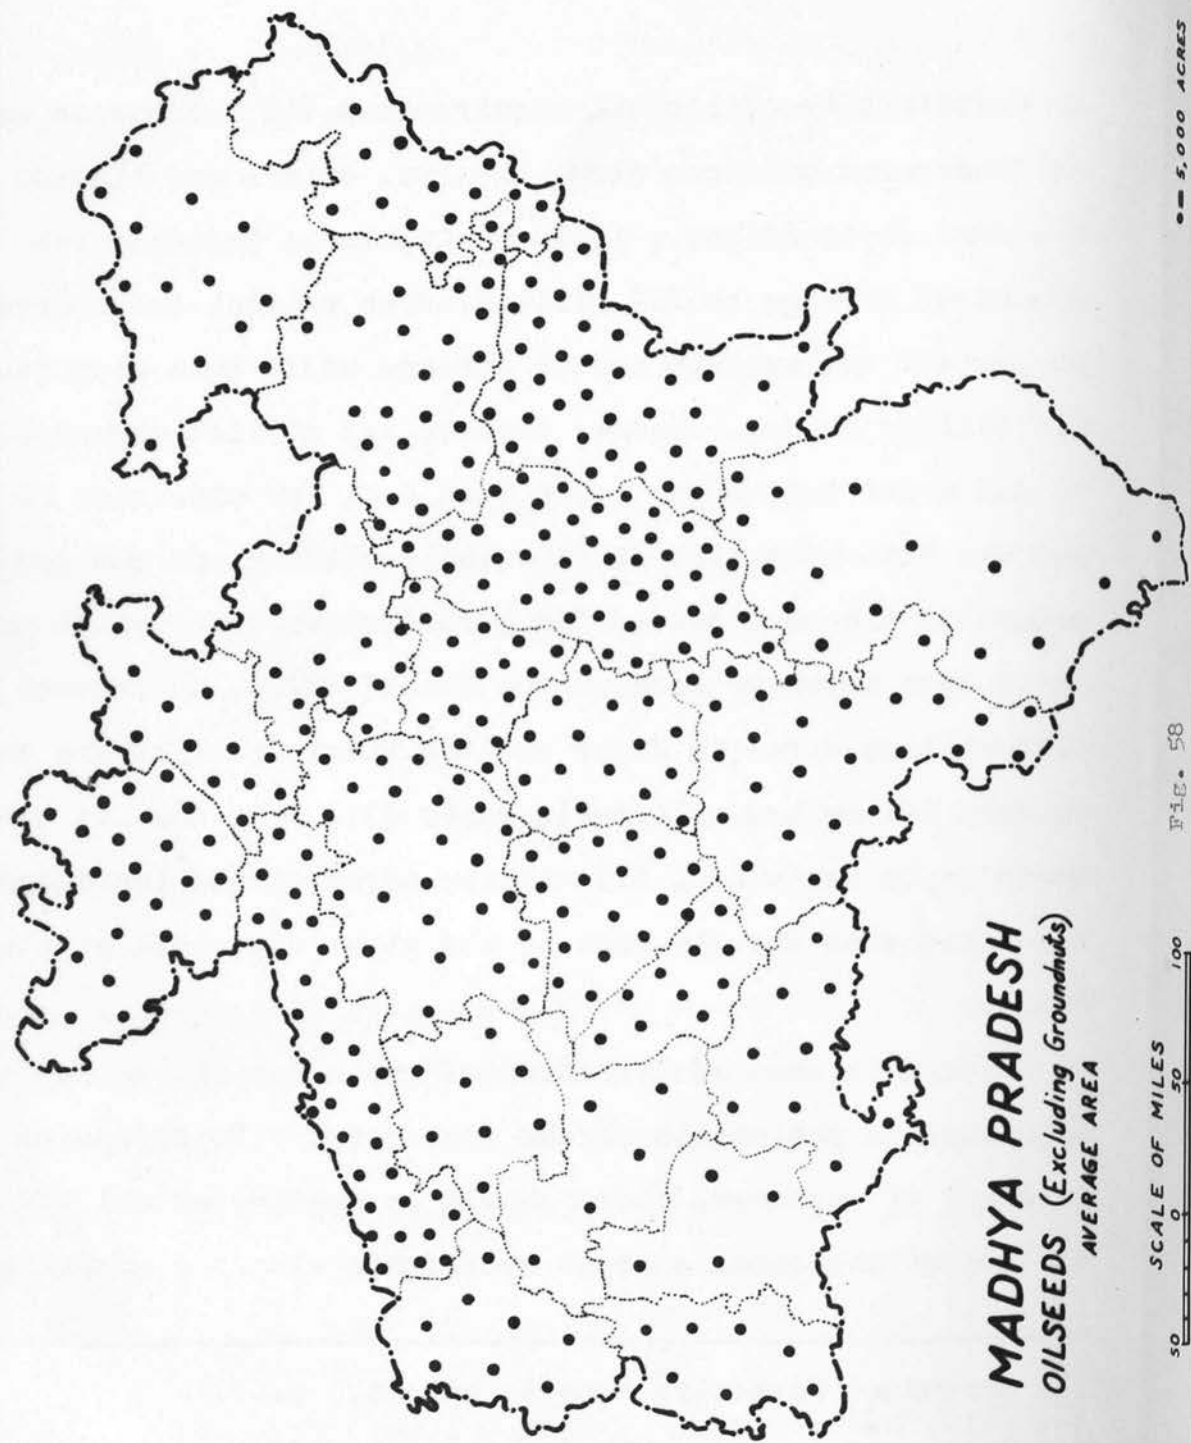 MADHYA PRADESH
OILSEEDS (Excluding Groundnuts)
AVERAGE AREA
SCALE OF MILES
50 0 50 100
Fig. 58
•= 5,000 ACRES